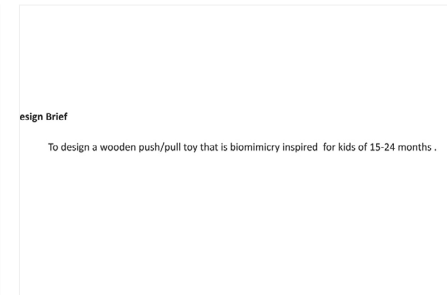 esign Brief
To design a wooden push/pull toy that is biomimicry inspired  for kids of 15-24 months .